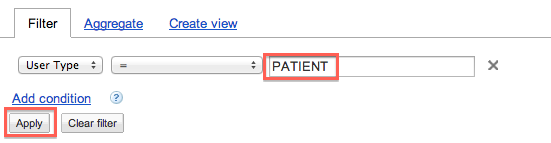 Filter Aggregate Create view
User Type = PATIENT ✕
Add condition ?
Apply Clear filter